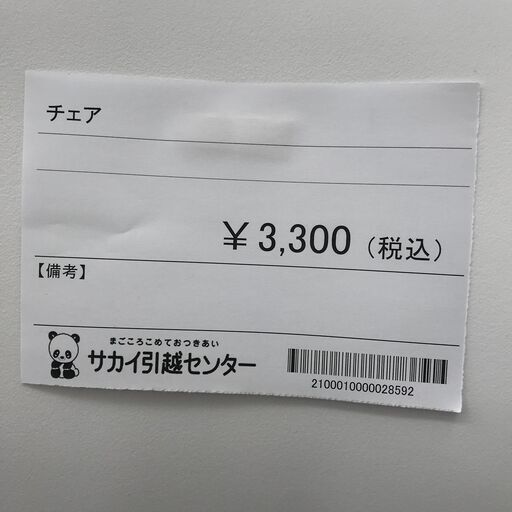 チェア
￥3,300（税込）
【備考】
まごころこめておつきあい
サカイ引越センター
2100010000028592